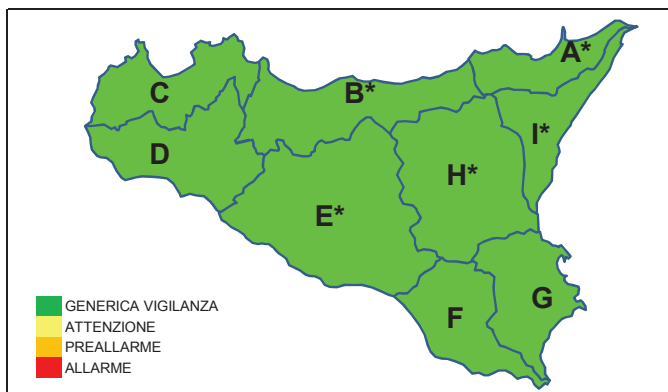 A*
C
B*
I*
D
H*
E*
G
F
GENERICA VIGILANZA
ATTENZIONE
PREALLARME
ALLARME